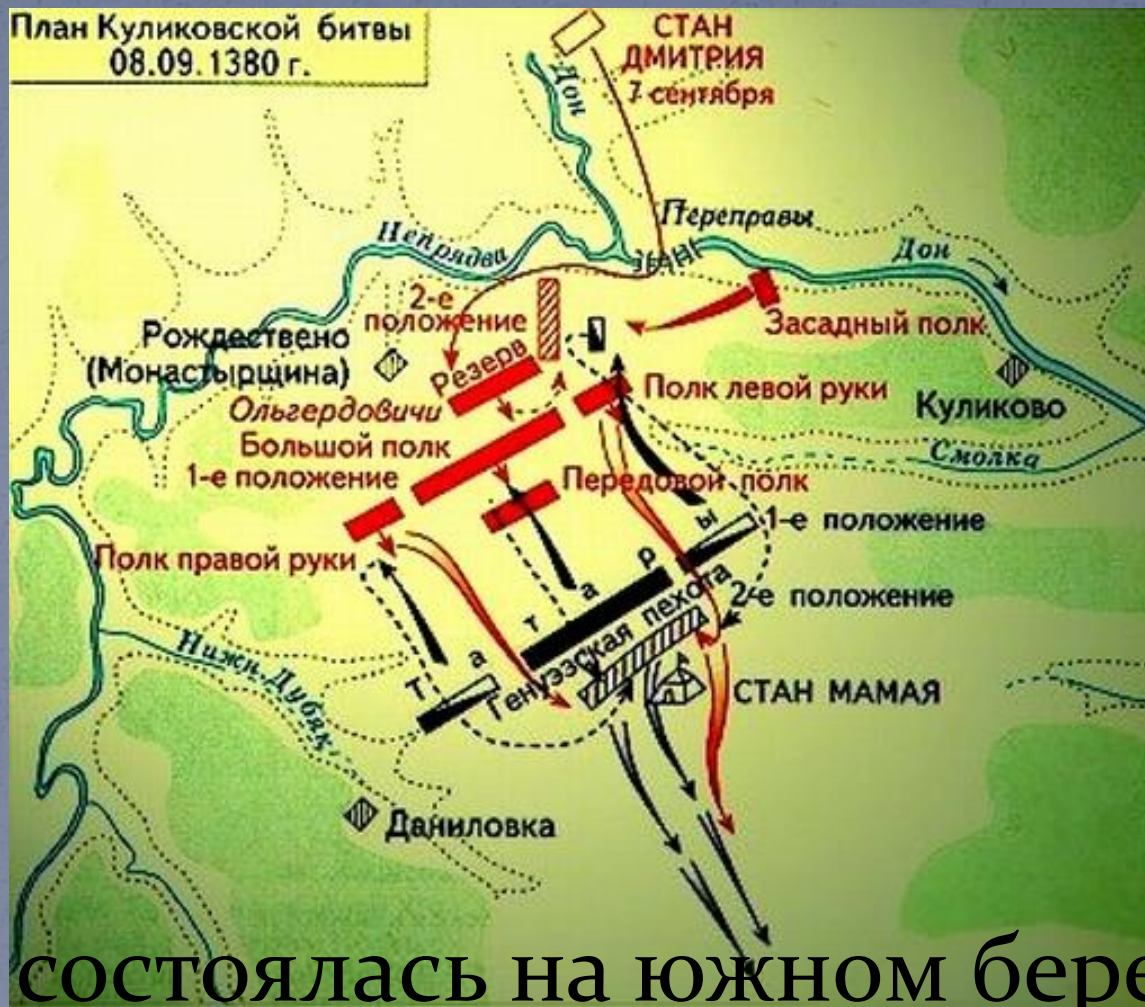 План Куликовской битвы
08.09.1380 г.
СТАН
ДМИТРИЯ
7 сентября
Дон
Переправы
Непрядва
Дон
2-е
положение
Засадный полк
Рождествено
(Монастырщина)
Резерв
Полк левой руки
Куликово
Ольгердовичи
Большой полк
1-е положение
Смолка
Передовой полк
1-е положение
Полк правой руки
Т а т а р ы
2-е положение
Генуэзская пехота
Нижн. Дубяк
СТАН МАМАЯ
Даниловка
состоялась на южном бере